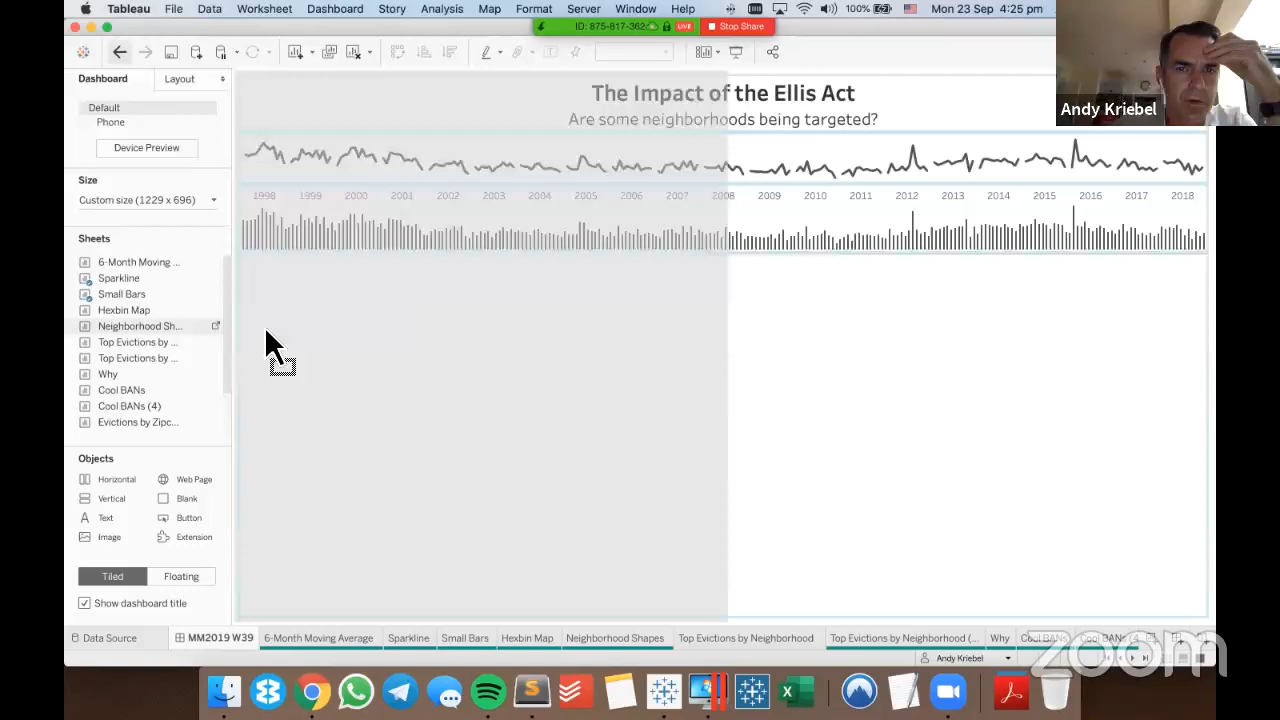 Tableau File Data Worksheet Dashboard Story Analysis Map Format Server Window Help 100% Mon 23 Sep 4:25 pm
ID: 875-817-362 LIVE Stop Share
Andy Kriebel
Dashboard Layout
Default
Phone
Device Preview
Size
Custom size (1229 x 696)
Sheets
6-Month Moving ...
Sparkline
Small Bars
Hexbin Map
Neighborhood Sh...
Top Evictions by ...
Top Evictions by ...
Why
Cool BANs
Cool BANs (4)
Evictions by Zipc...
Objects
Horizontal Web Page
Vertical Blank
A Text Button
Image Extension
Tiled Floating
Show dashboard title
The Impact of the Ellis Act
Are some neighborhoods being targeted?
1998 1999 2000 2001 2002 2003 2004 2005 2006 2007 2008 2009 2010 2011 2012 2013 2014 2015 2016 2017 2018
Data Source MM2019 W39 6-Month Moving Average Sparkline Small Bars Hexbin Map Neighborhood Shapes Top Evictions by Neighborhood Top Evictions by Neighborhood (... Why Cool BANs Cool BANs (4
Andy Kriebel
zoom